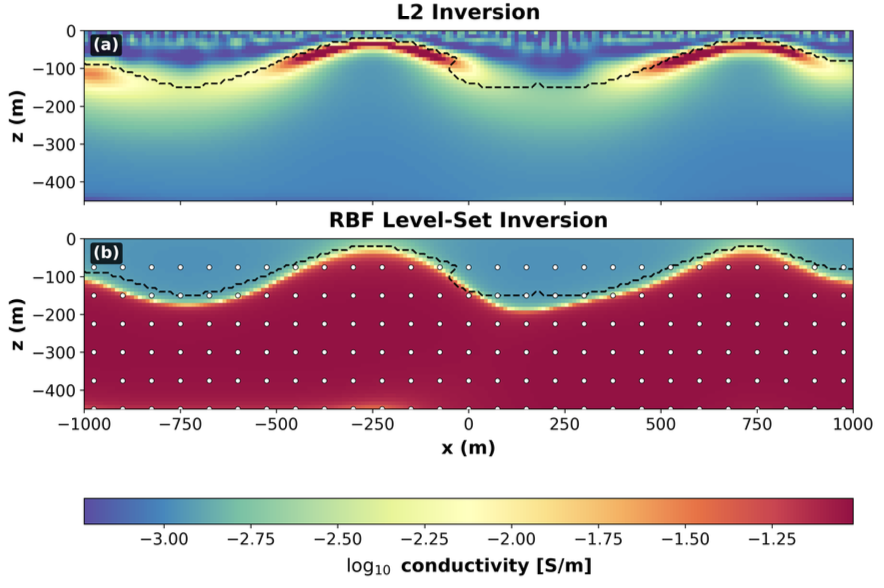 L2 Inversion
(a)
0
−100
−200
−300
−400
z (m)
RBF Level-Set Inversion
(b)
0
−100
−200
−300
−400
z (m)
−1000 −750 −500 −250 0 250 500 750 1000
x (m)
−3.00 −2.75 −2.50 −2.25 −2.00 −1.75 −1.50 −1.25
log₁₀ conductivity [S/m]